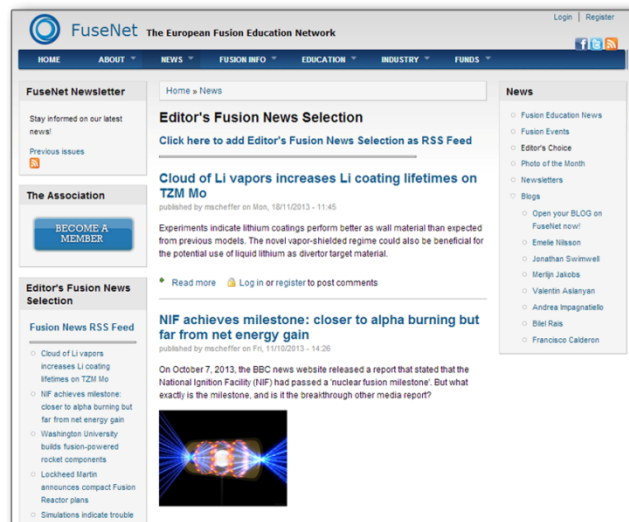 Login | Register
FuseNet The European Fusion Education Network
HOME ABOUT NEWS FUSION INFO EDUCATION INDUSTRY FUNDS
FuseNet Newsletter
Stay informed on our latest
news!
Previous issues
The Association
BECOME A
MEMBER
Editor's Fusion News
Selection
Fusion News RSS Feed
Cloud of Li vapors
increases Li coating
lifetimes on TZM Mo
NIF achieves milestone:
closer to alpha burning but
far from net energy gain
Washington University
builds fusion-powered
rocket components
Lockheed Martin
announces compact Fusion
Reactor plans
Simulations indicate trouble
Home » News
Editor's Fusion News Selection
Click here to add Editor's Fusion News Selection as RSS Feed
Cloud of Li vapors increases Li coating lifetimes on
TZM Mo
published by mscheffer on Mon, 18/11/2013 - 11:45
Experiments indicate lithium coatings perform better as wall material than expected
from previous models. The novel vapor-shielded regime could also be beneficial for
the potential use of liquid lithium as divertor target material.
Read more Log in or register to post comments
NIF achieves milestone: closer to alpha burning but
far from net energy gain
published by mscheffer on Fri, 11/10/2013 - 14:26
On October 7, 2013, the BBC news website released a report that stated that the
National Ignition Facility (NIF) had passed a 'nuclear fusion milestone'. But what
exactly is the milestone, and is it the breakthrough other media report?
News
Fusion Education News
Fusion Events
Editor's Choice
Photo of the Month
Newsletters
Blogs
Open your BLOG on
FuseNet now!
Emelie Nilsson
Jonathan Swimwell
Merlijn Jakobs
Valentin Aslanyan
Andrea Impagnatiello
Bilel Rais
Francisco Calderon